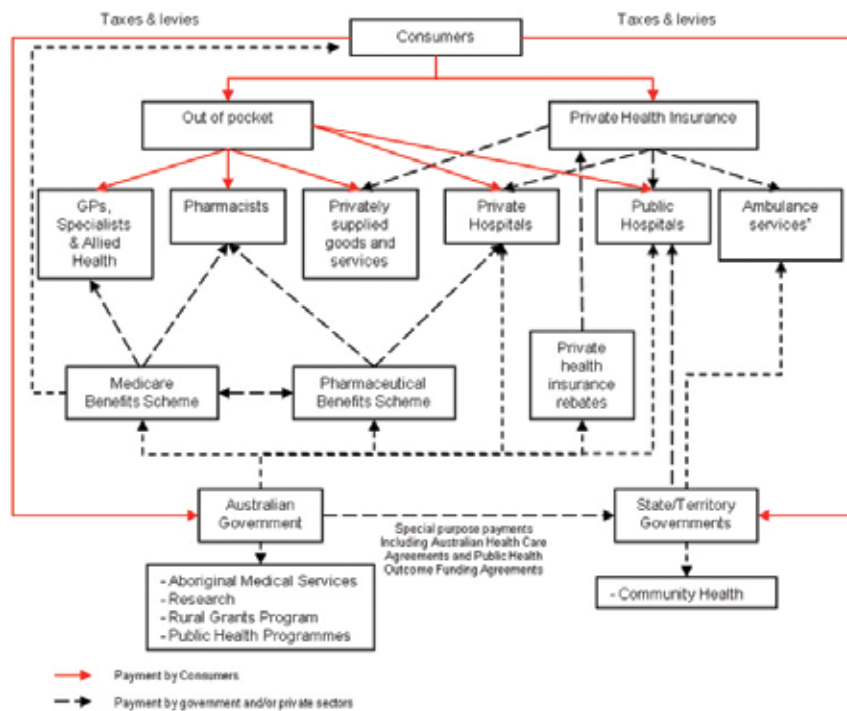 Taxes & levies
Taxes & levies
Consumers
Out of pocket
Private Health Insurance
GPs,
Specialists
& Allied
Health
Pharmacists
Privately
supplied
goods and
services
Private
Hospitals
Public
Hospitals
Ambulance
services*
Medicare
Benefits Scheme
Pharmaceutical
Benefits Scheme
Private
health
insurance
rebates
Australian
Government
State/Territory
Governments
Special purpose payments
Including Australian Health Care
Agreements and Public Health
Outcome Funding Agreements
- Aboriginal Medical Services
- Research
- Rural Grants Program
- Public Health Programmes
- Community Health
Payment by Consumers
Payment by government and/or private sectors